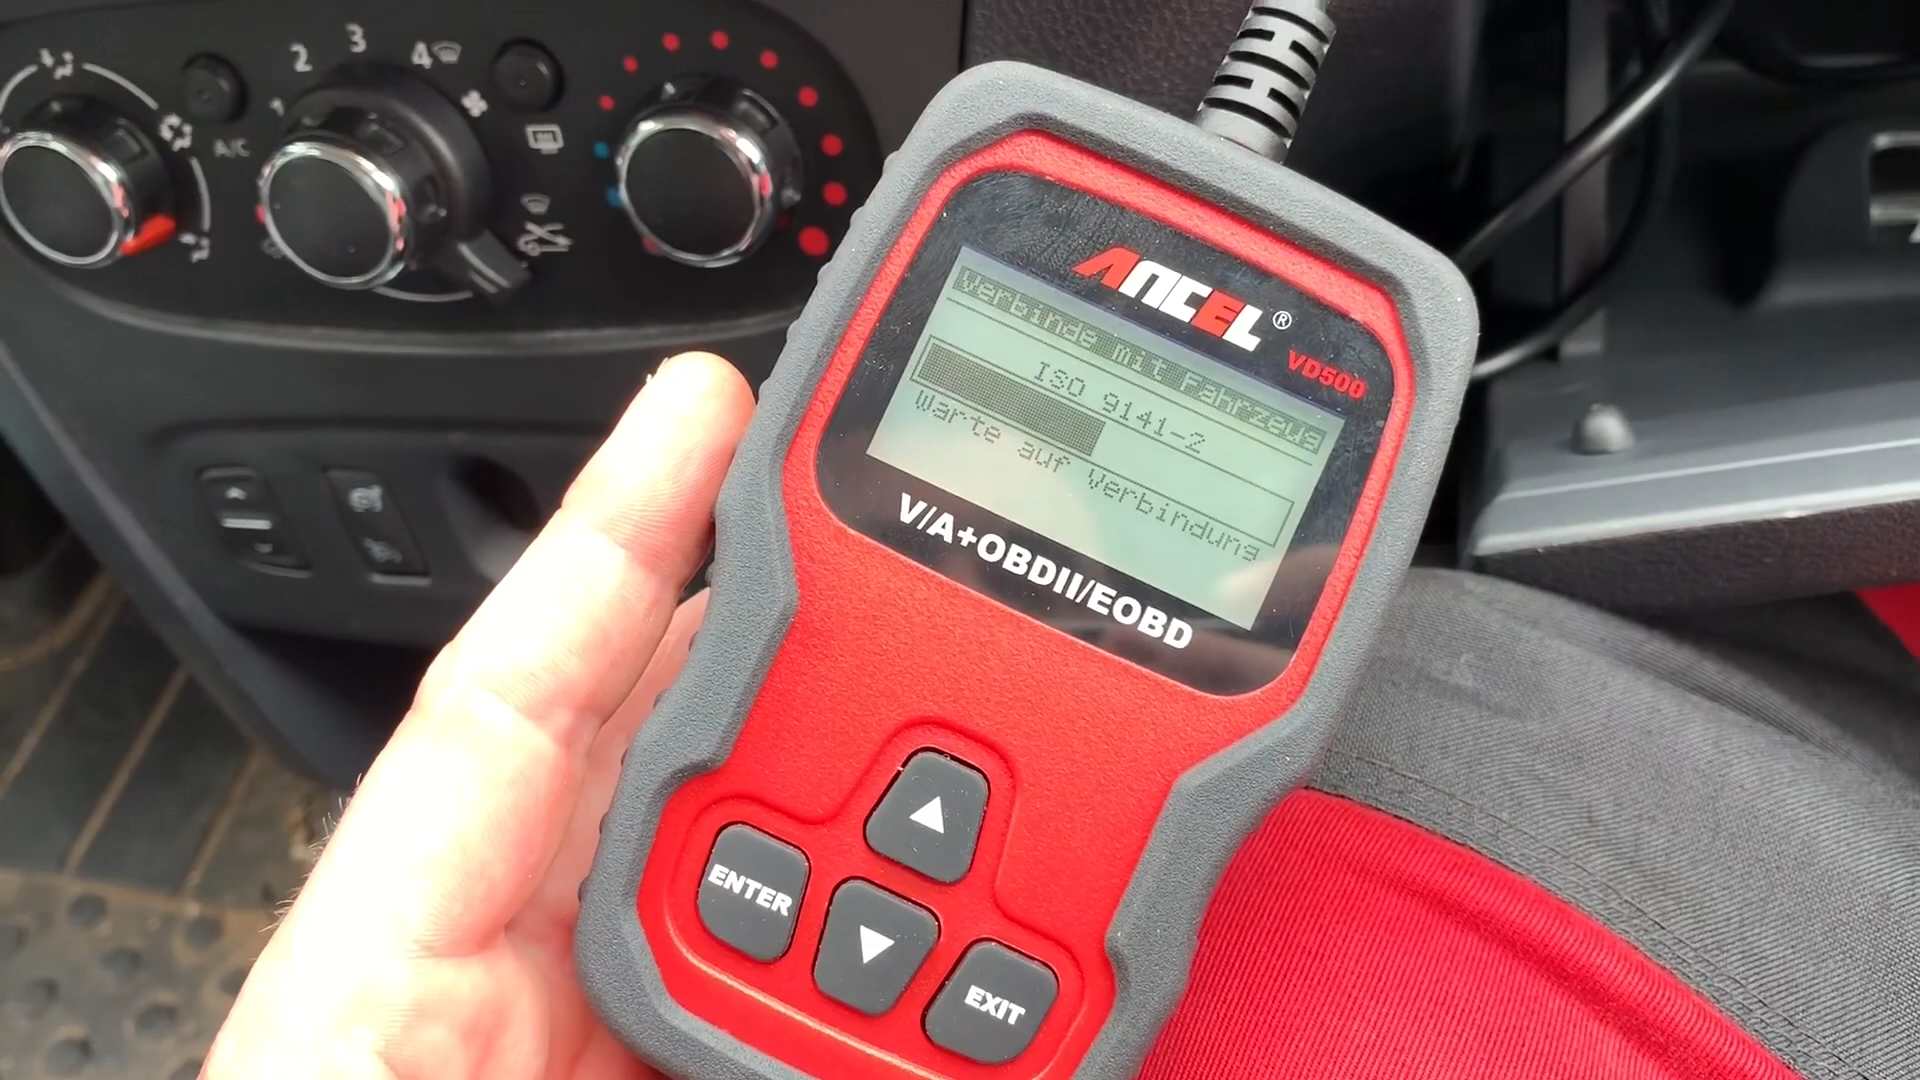 1
2
3
4
A/C
ANCEL®
VD500
Verbinde mit Fahrzeug
ISO 9141-2
Warte auf Verbindung
V/A+OBDII/EOBD
ENTER
EXIT